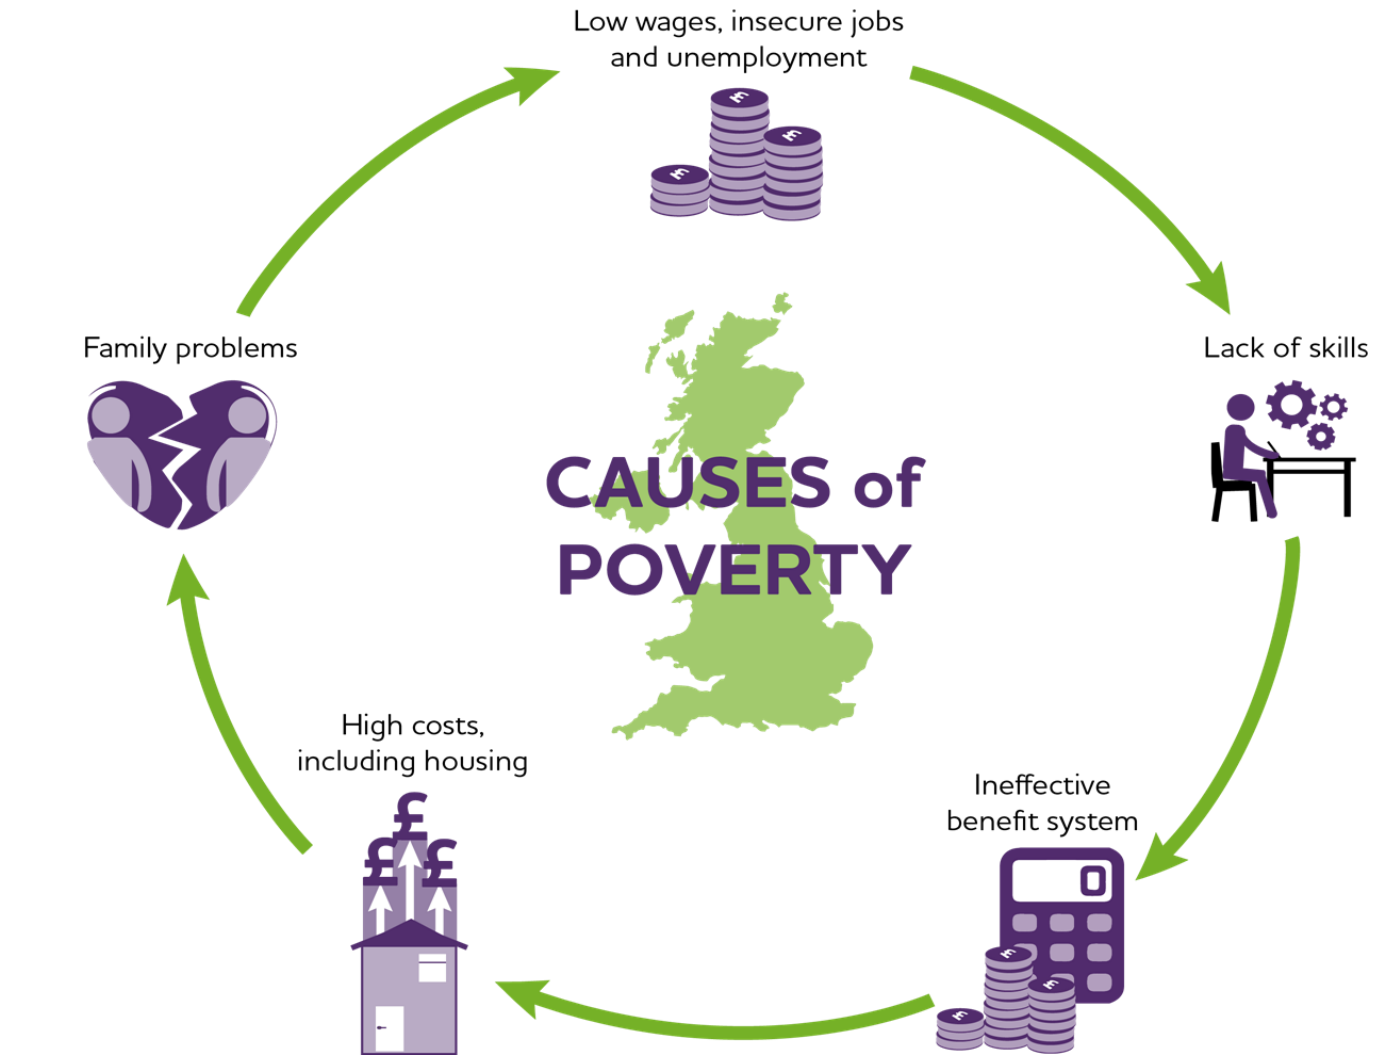 Low wages, insecure jobs
and unemployment
£
£
£
Family problems
Lack of skills
CAUSES of
POVERTY
High costs,
including housing
£
£
£
Ineffective
benefit system
0
£
£
£